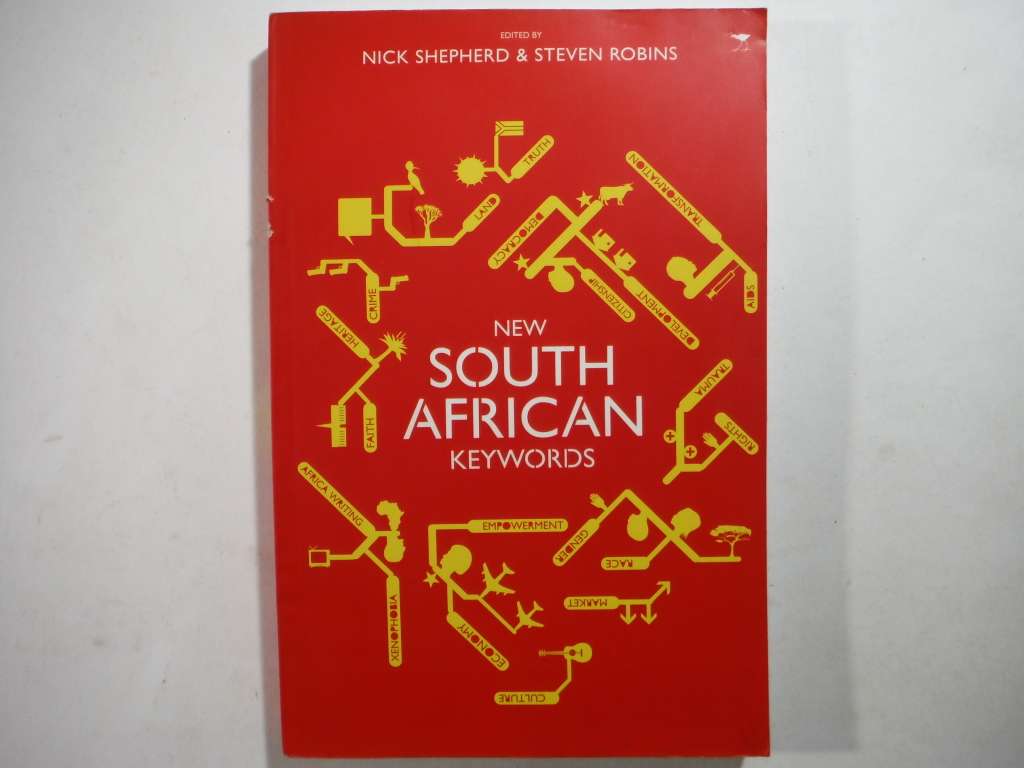 EDITED BY
NICK SHEPHERD & STEVEN ROBINS
TRUTH
LAND
TRANSFORMATION
DEMOCRACY
CITIZENSHIP
DEVELOPMENT
AIDS
CRIME
HERITAGE
FAITH
NEW
SOUTH
AFRICAN
KEYWORDS
TRAUMA
RIGHTS
AFRICA WRITING
XENOPHOBIA
EMPOWERMENT
ECONOMY
GENDER
RACE
MARKET
CULTURE